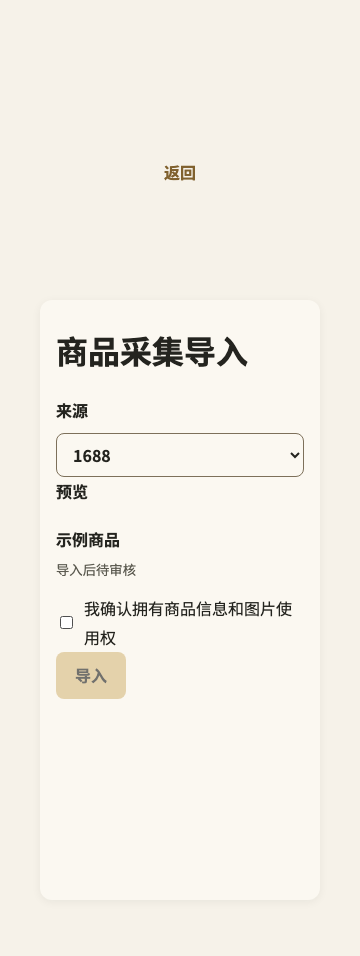 返回
商品采集导入
来源
1688
预览
示例商品
导入后待审核
我确认拥有商品信息和图片使
用权
导入